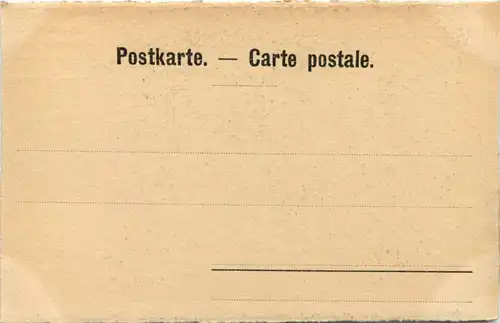 Postkarte. — Carte postale.